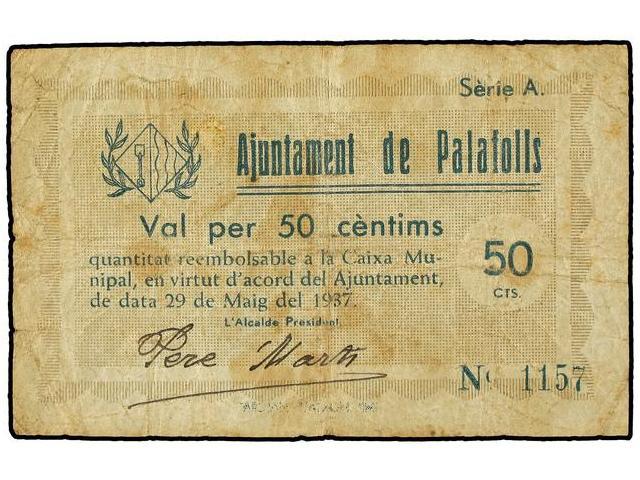 Sèrie A.
Ajuntament de Palafolls
Val per 50 cèntims
quantitat reembolsable a la Caixa Mu-
nipal, en virtut d'acord del Ajuntament,
de data 29 de Maig del 1937.
50
CTS.
L'Alcalde President
Pere Martí
Nº 1157